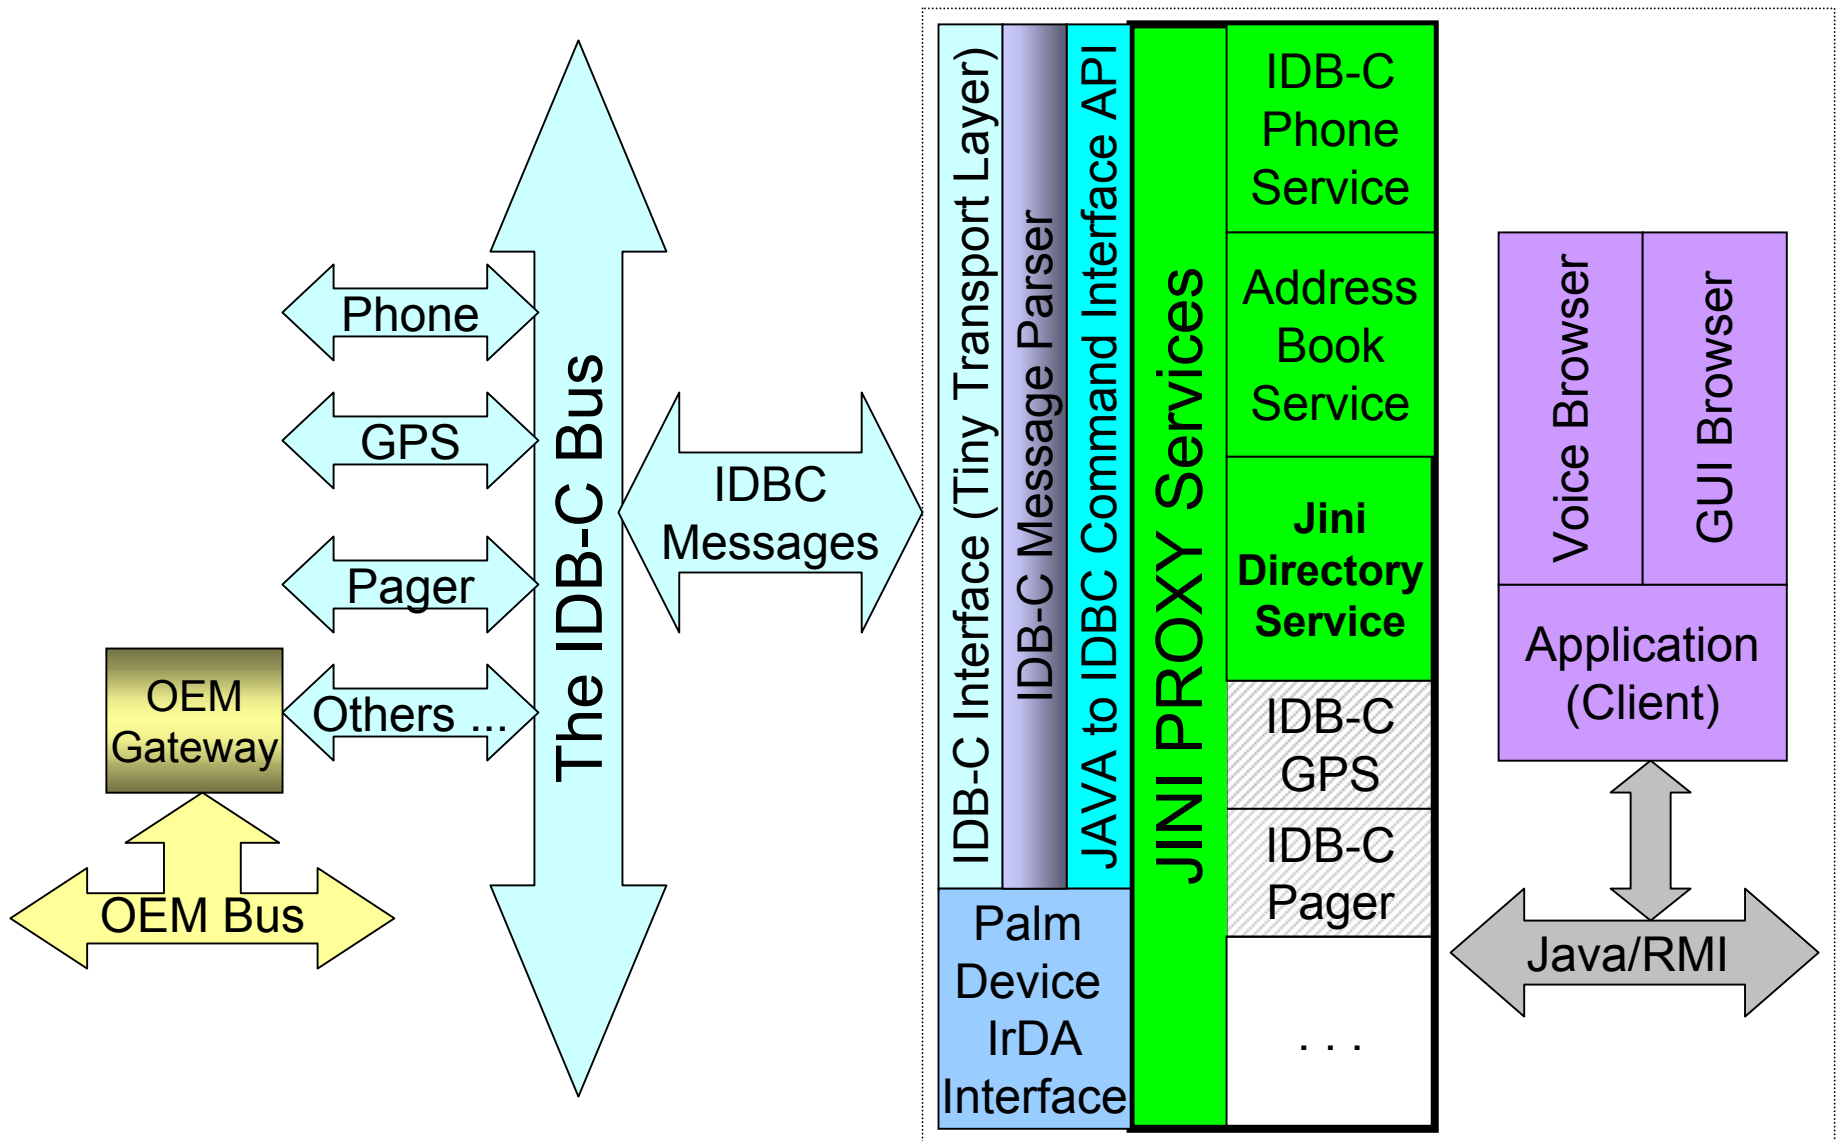 Phone
GPS
Pager
Others ...
OEM
Gateway
OEM Bus
The IDB-C Bus
IDBC
Messages
IDB-C Interface (Tiny Transport Layer)
IDB-C Message Parser
JAVA to IDBC Command Interface API
Palm
Device
IrDA
Interface
JINI PROXY Services
IDB-C
Phone
Service
Address
Book
Service
Jini
Directory
Service
IDB-C
GPS
IDB-C
Pager
. . .
Voice Browser
GUI Browser
Application
(Client)
Java/RMI